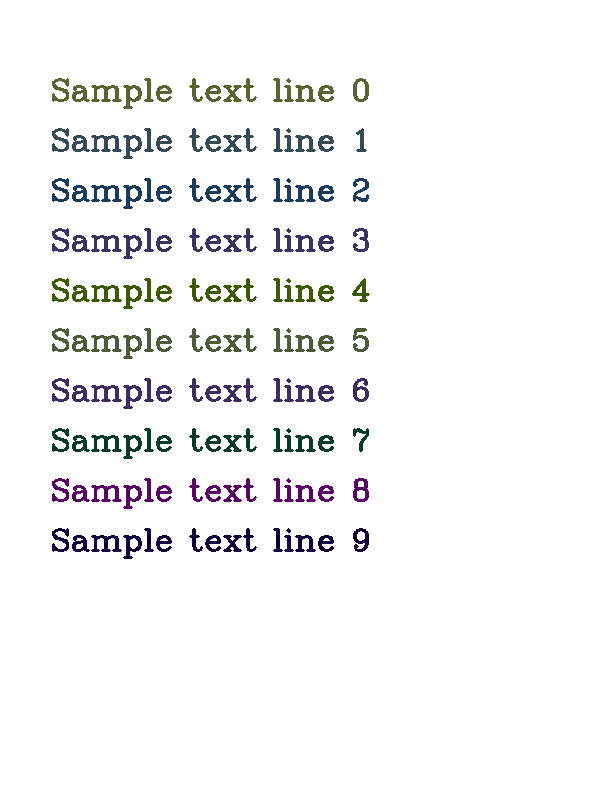 Sample text line 0
Sample text line 1
Sample text line 2
Sample text line 3
Sample text line 4
Sample text line 5
Sample text line 6
Sample text line 7
Sample text line 8
Sample text line 9